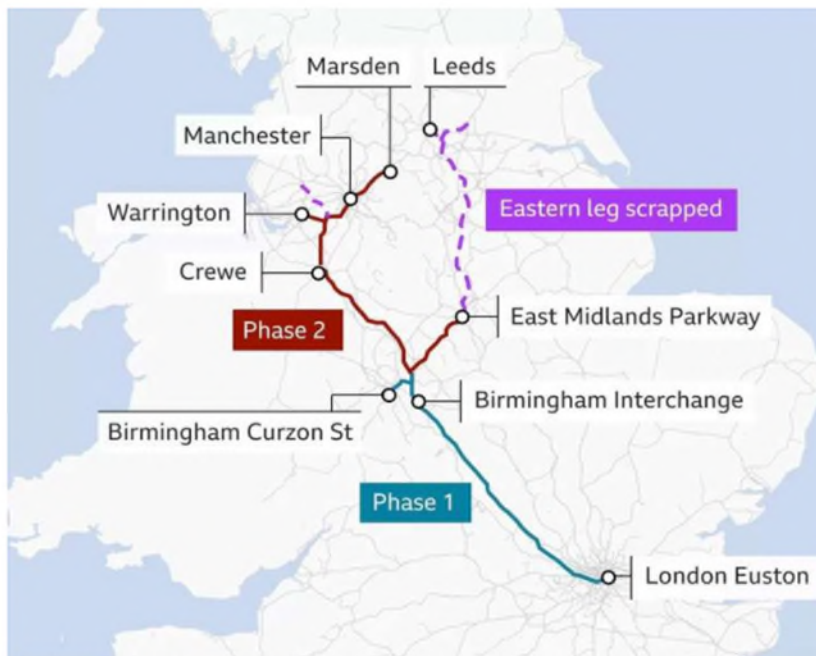 Marsden
Leeds
Manchester
Warrington
Eastern leg scrapped
Crewe
Phase 2
East Midlands Parkway
Birmingham Interchange
Birmingham Curzon St
Phase 1
London Euston